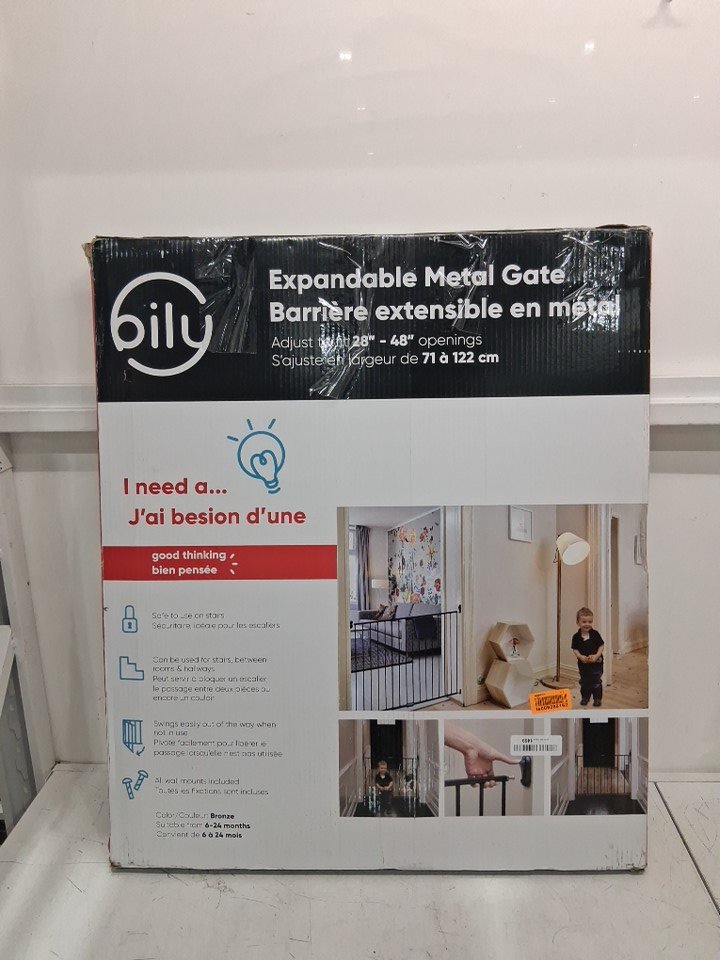 bily
Expandable Metal Gate
Barrière extensible en métal
Adjust to fit 28" - 48" openings
S'ajuste en largeur de 71 à 122 cm
I need a...
J'ai besion d'une
good thinking
bien pensée
Safe to use on stairs
Sécuritaire, idéale pour les escaliers
Can be used for stairs, between
rooms & hallways
Peut servir à bloquer un escalier
le passage entre deux pièces ou
encore un couloir
Swings easily out of the way when
not in use
Pivote facilement pour libérer le
passage lorsqu'elle n'est pas utilisée
All wall mounts included
Toutes les fixations sont incluses
Color/Couleur: Bronze
Suitable from 6-24 months
Convient de 6 à 24 mois